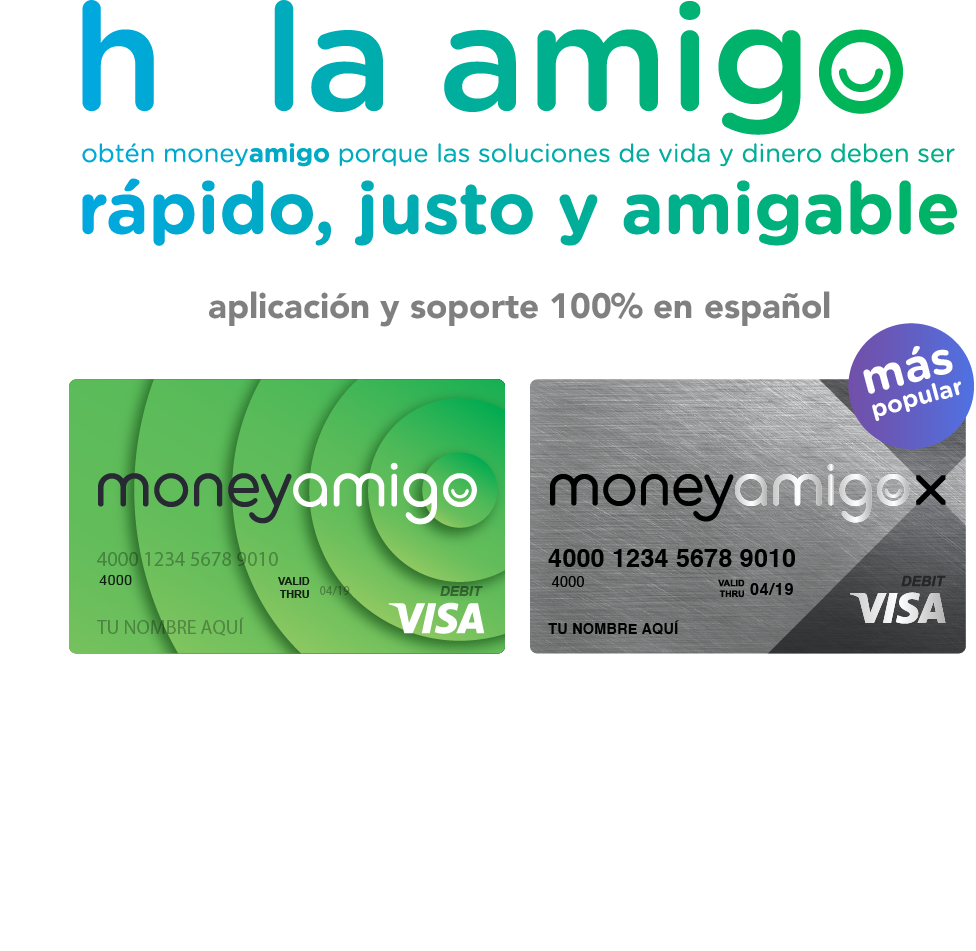 h la amigo
obtén moneyamigo porque las soluciones de vida y dinero deben ser
rápido, justo y amigable
aplicación y soporte 100% en español
más
popular
moneyamigo
4000 1234 5678 9010
4000
VALID
THRU 04/19
DEBIT
VISA
TU NOMBRE AQUÍ
moneyamigo x
4000 1234 5678 9010
4000
VALID
THRU 04/19
DEBIT
VISA
TU NOMBRE AQUÍ